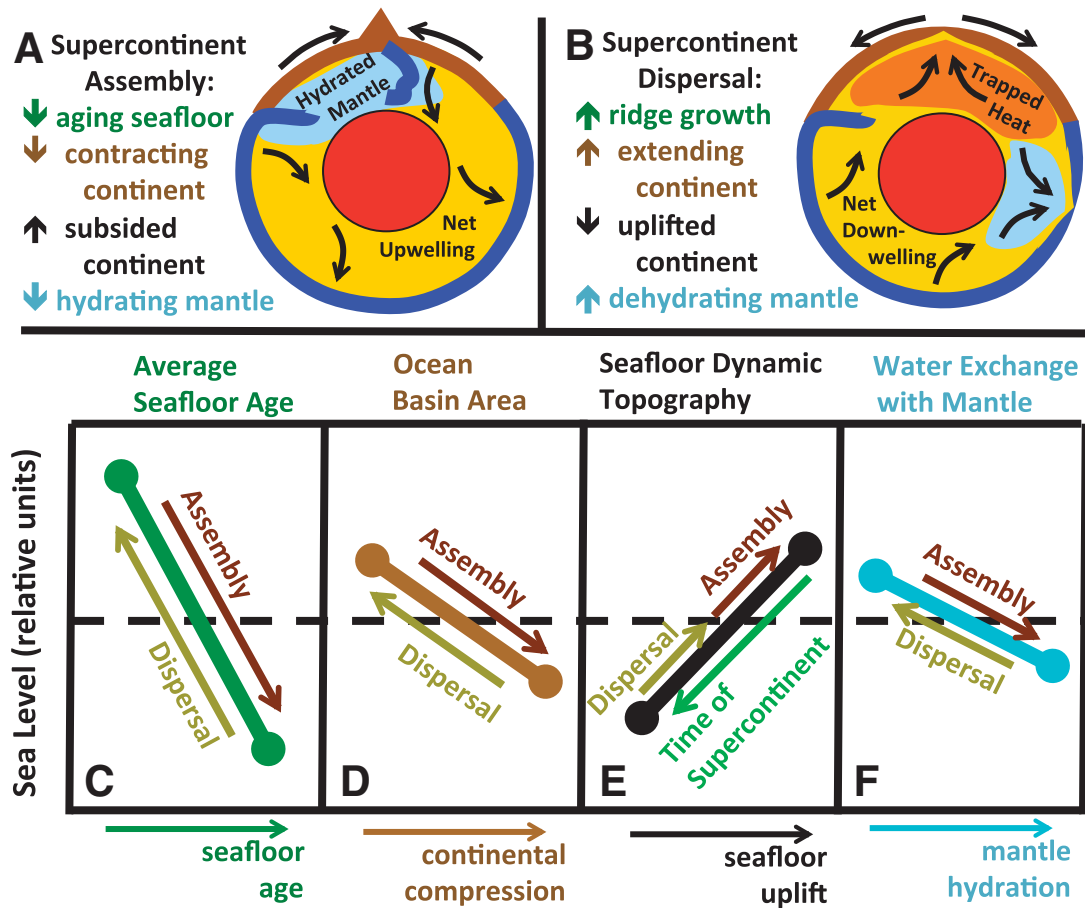 A Supercontinent
Assembly:
aging seafloor
contracting
continent
subsided
continent
hydrating mantle
Hydrated
Mantle
Net
Upwelling
B Supercontinent
Dispersal:
ridge growth
extending
continent
uplifted
continent
dehydrating mantle
Trapped
Heat
Net
Down-
welling
Average
Seafloor Age
Ocean
Basin Area
Seafloor Dynamic
Topography
Water Exchange
with Mantle
Sea Level (relative units)
Assembly
Dispersal
C
Assembly
Dispersal
D
Assembly
Dispersal
Time of
Supercontinent
E
Assembly
Dispersal
F
seafloor
age
continental
compression
seafloor
uplift
mantle
hydration